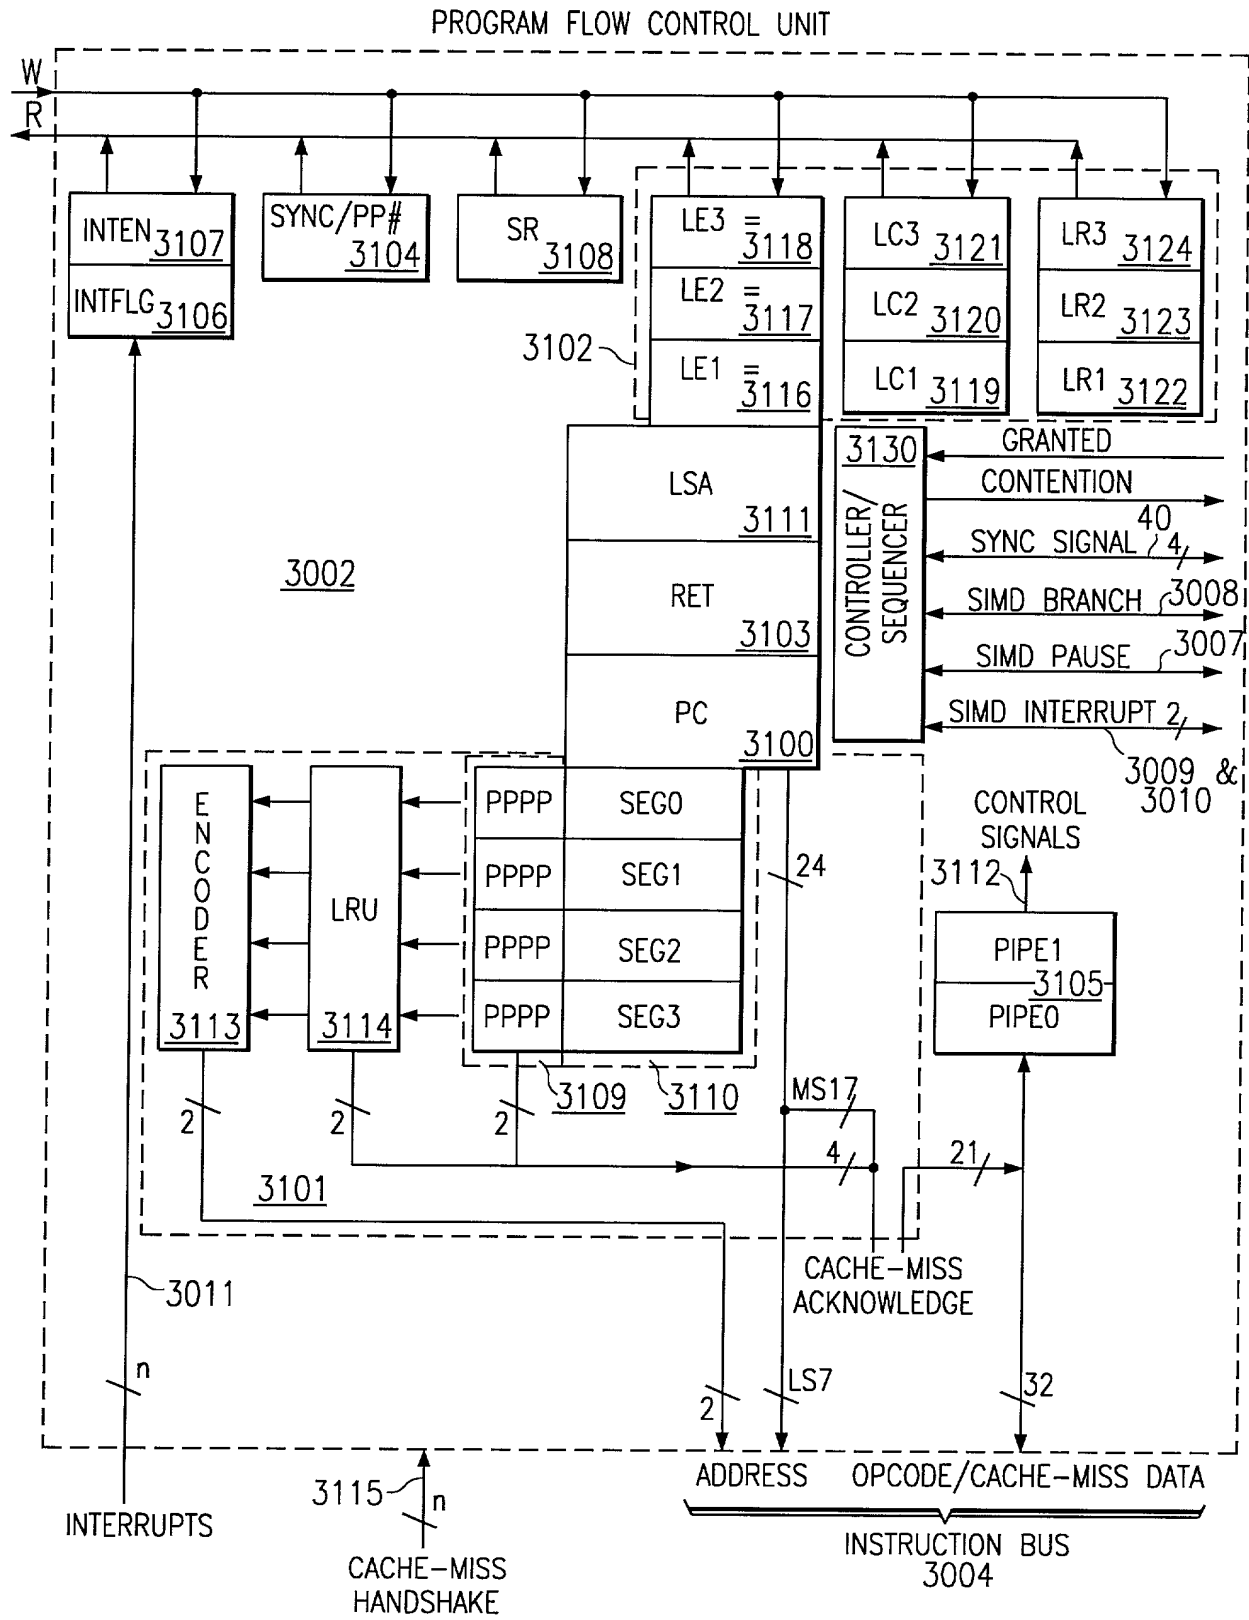 PROGRAM FLOW CONTROL UNIT
W
R
INTEN 3107
INTFLG 3106
SYNC/PP# 3104
SR 3108
LE3 = 3118
LE2 = 3117
LE1 = 3116
LC3 3121
LC2 3120
LC1 3119
LR3 3124
LR2 3123
LR1 3122
3102
LSA 3111
RET 3103
PC 3100
3002
3130
CONTROLLER/
SEQUENCER
GRANTED
CONTENTION
40
SYNC SIGNAL 4
SIMD BRANCH 3008
SIMD PAUSE 3007
SIMD INTERRUPT 2
3009 &
3010
ENCODER
3113
LRU
3114
PPPP SEG0
PPPP SEG1
PPPP SEG2
PPPP SEG3
3109
3110
24
CONTROL
SIGNALS
3112
PIPE1
3105
PIPE0
2
2
2
MS17
4
21
3101
CACHE-MISS
ACKNOWLEDGE
3011
n
2
LS7
32
INTERRUPTS
3115
n
CACHE-MISS
HANDSHAKE
ADDRESS
OPCODE/CACHE-MISS DATA
INSTRUCTION BUS
3004